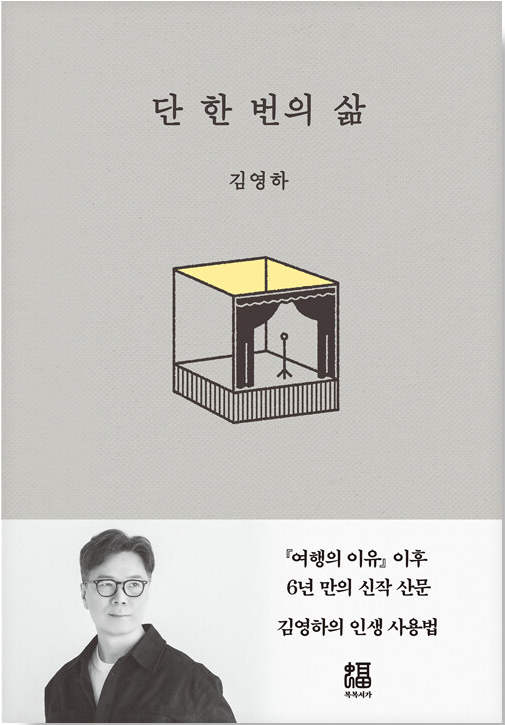 단 한 번의 삶
김영하
『여행의 이유』 이후
6년 만의 신작 산문
김영하의 인생 사용법
복복서가